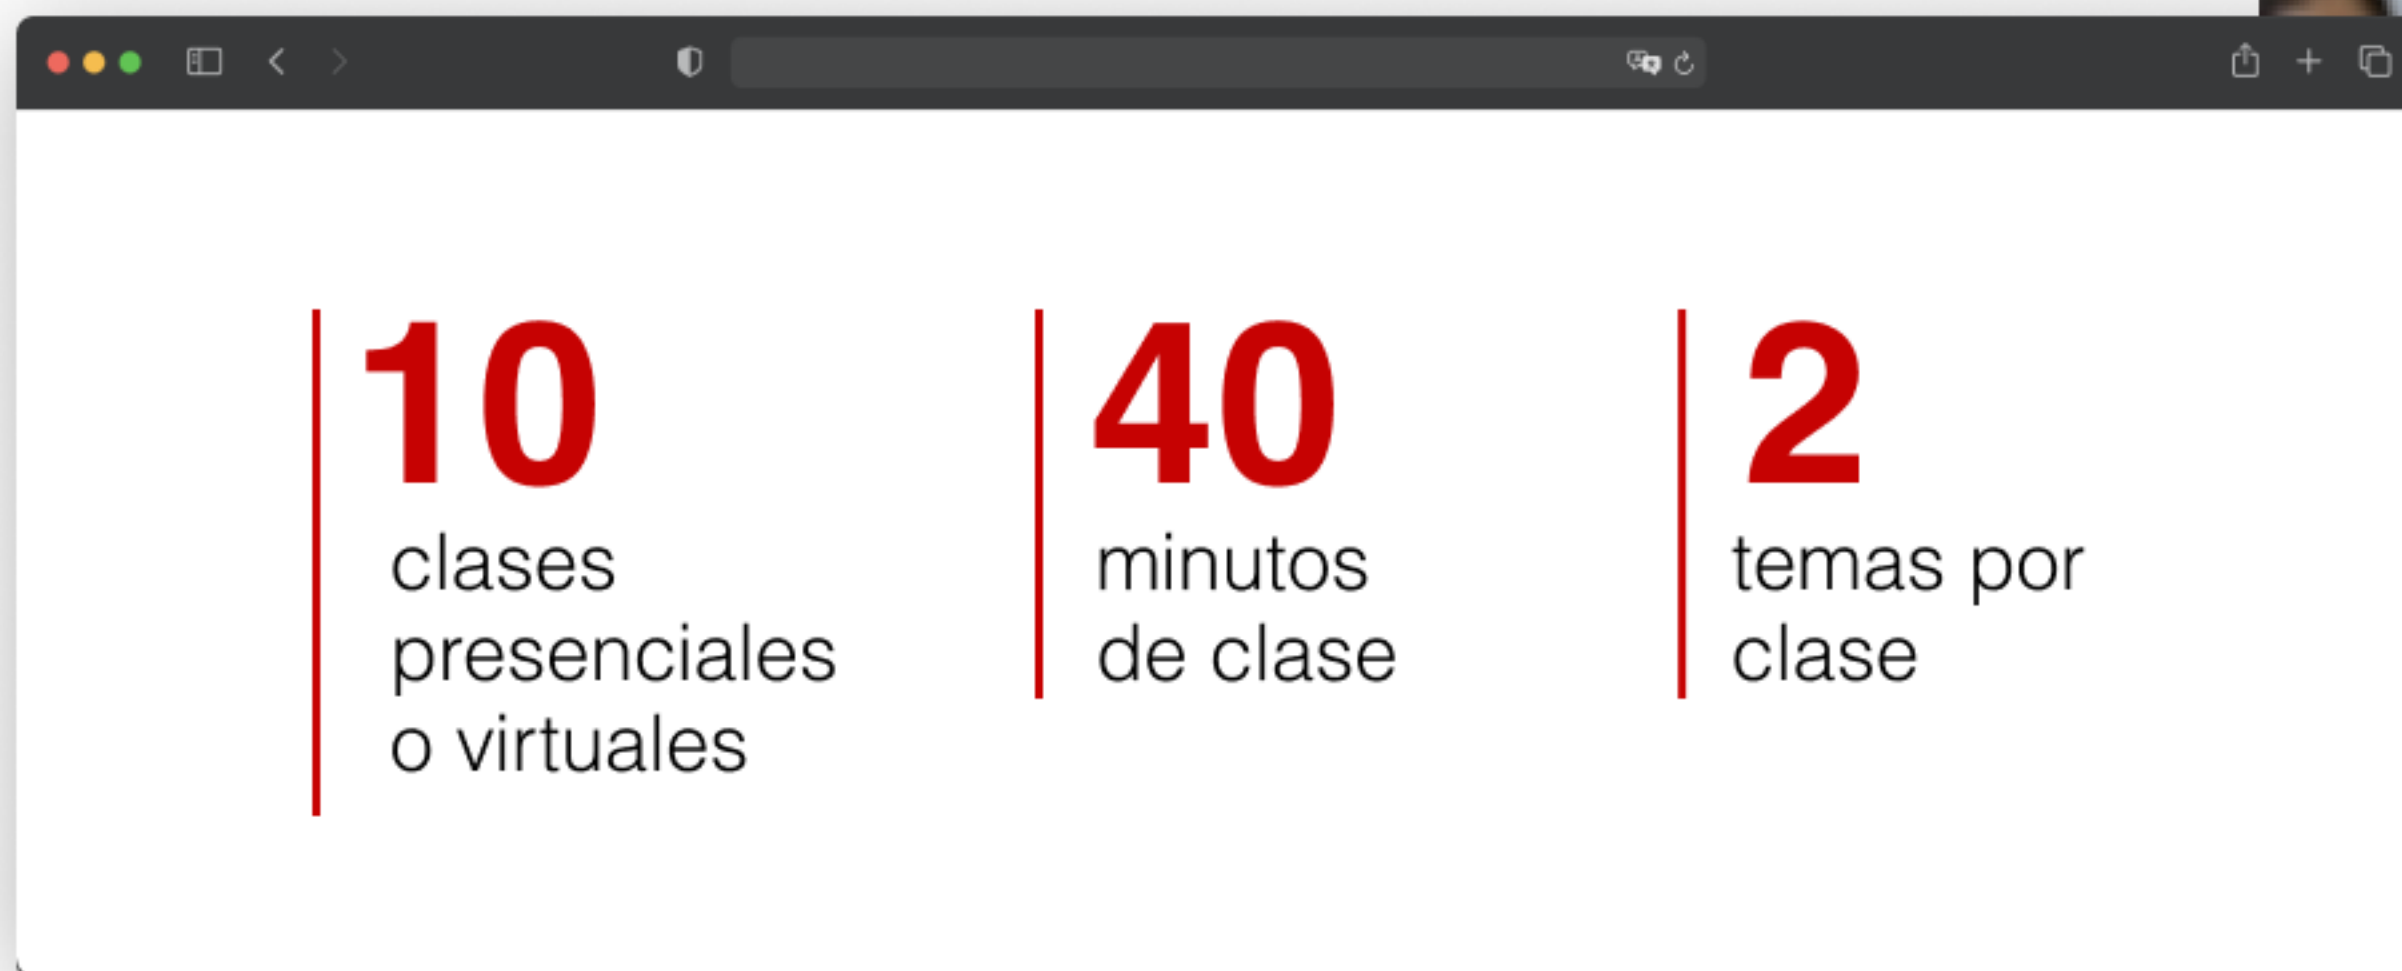 10
clases
presenciales
o virtuales
40
minutos
de clase
2
temas por
clase